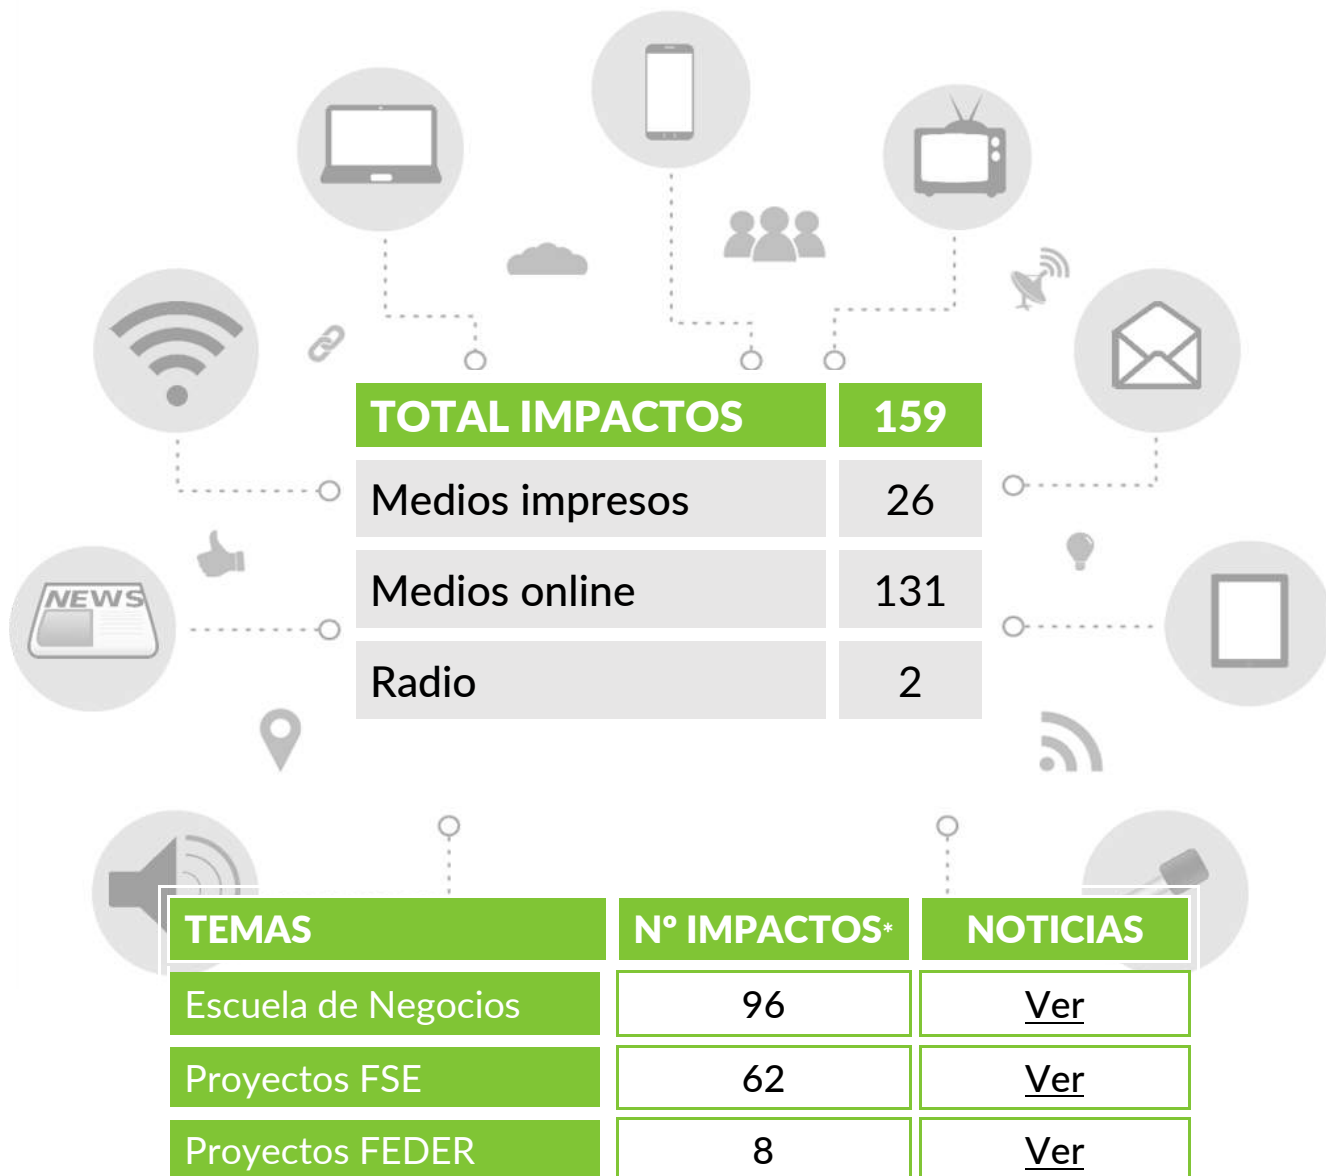 TOTAL IMPACTOS 159
Medios impresos 26
Medios online 131
NEWS
Radio 2
TEMAS Nº IMPACTOS* NOTICIAS
Escuela de Negocios 96 Ver
Proyectos FSE 62 Ver
Proyectos FEDER 8 Ver